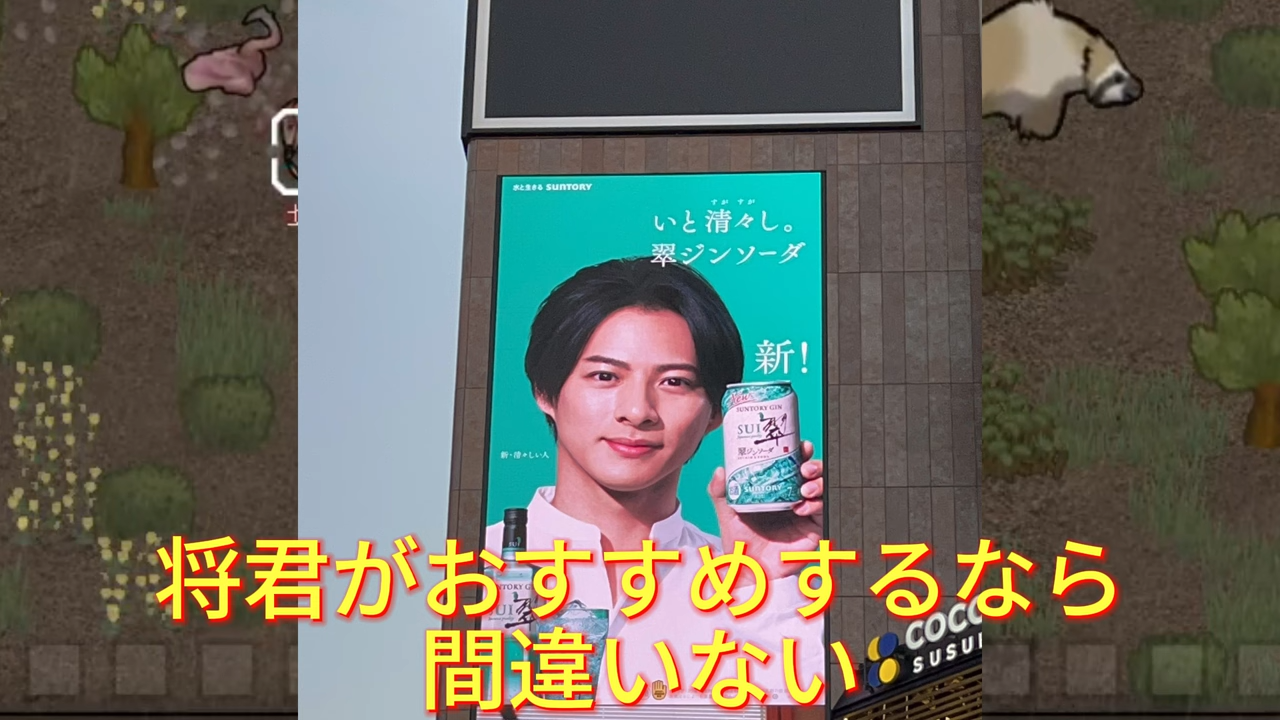 水と生きる SUNTORY
いと清々し。
すがすが
翠ジンソーダ
新!
SUNTORY GIN
SUI 翠
翠ジンソーダ
SUNTORY
新・清々しい人
SUI
将君がおすすめするなら
間違いない
COCO
SUSU